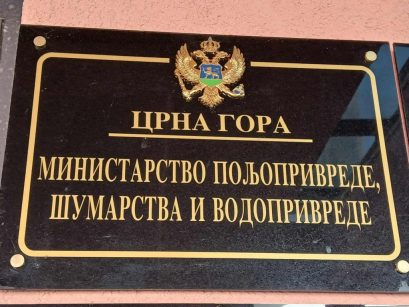 ЦРНА ГОРА
МИНИСТАРСТВО ПОЉОПРИВРЕДЕ,
ШУМАРСТВА И ВОДОПРИВРЕДЕ